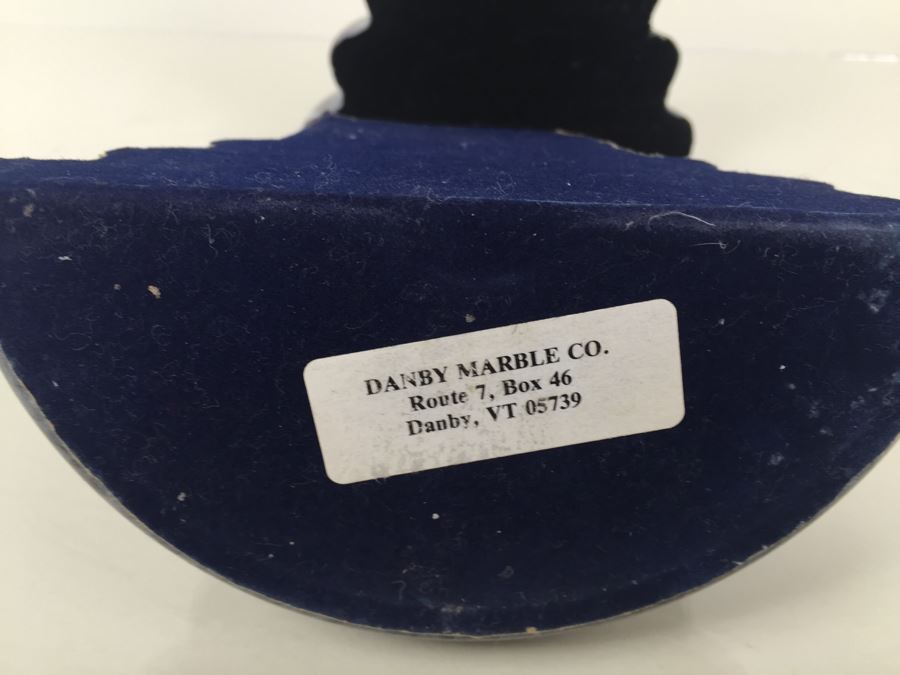 DANBY MARBLE CO.
Route 7, Box 46
Danby, VT 05739